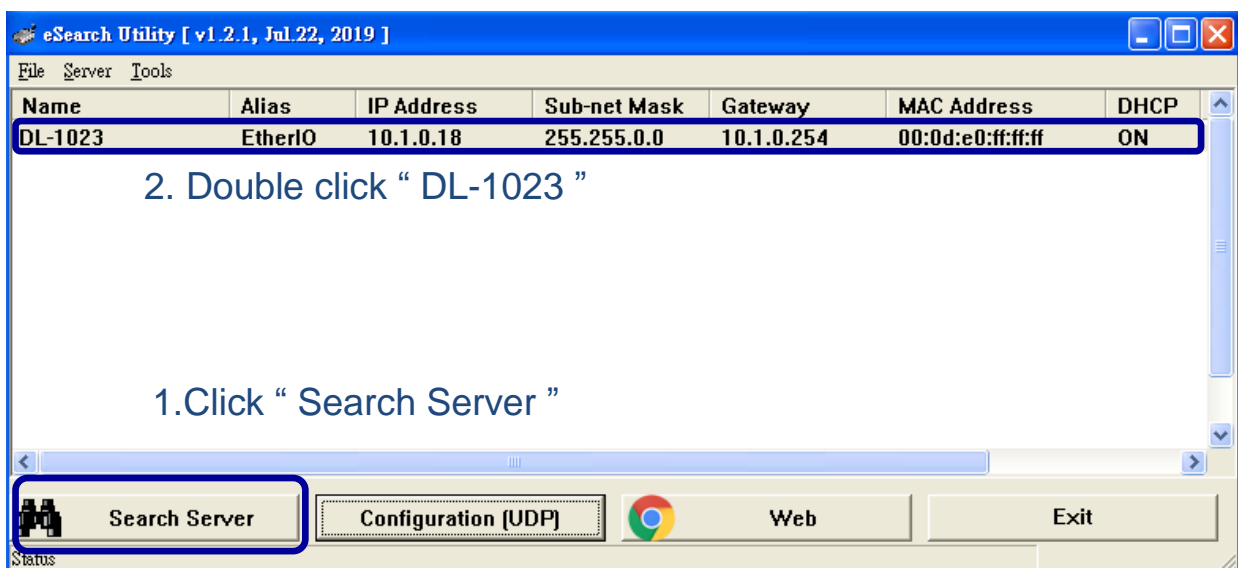 eSearch Utility [ v1.2.1, Jul.22, 2019 ]
File Server Tools
Name Alias IP Address Sub-net Mask Gateway MAC Address DHCP
DL-1023 EtherIO 10.1.0.18 255.255.0.0 10.1.0.254 00:0d:e0:ff:ff:ff ON
2. Double click “ DL-1023 ”
1.Click “ Search Server ”
Search Server Configuration (UDP) Web Exit
Status